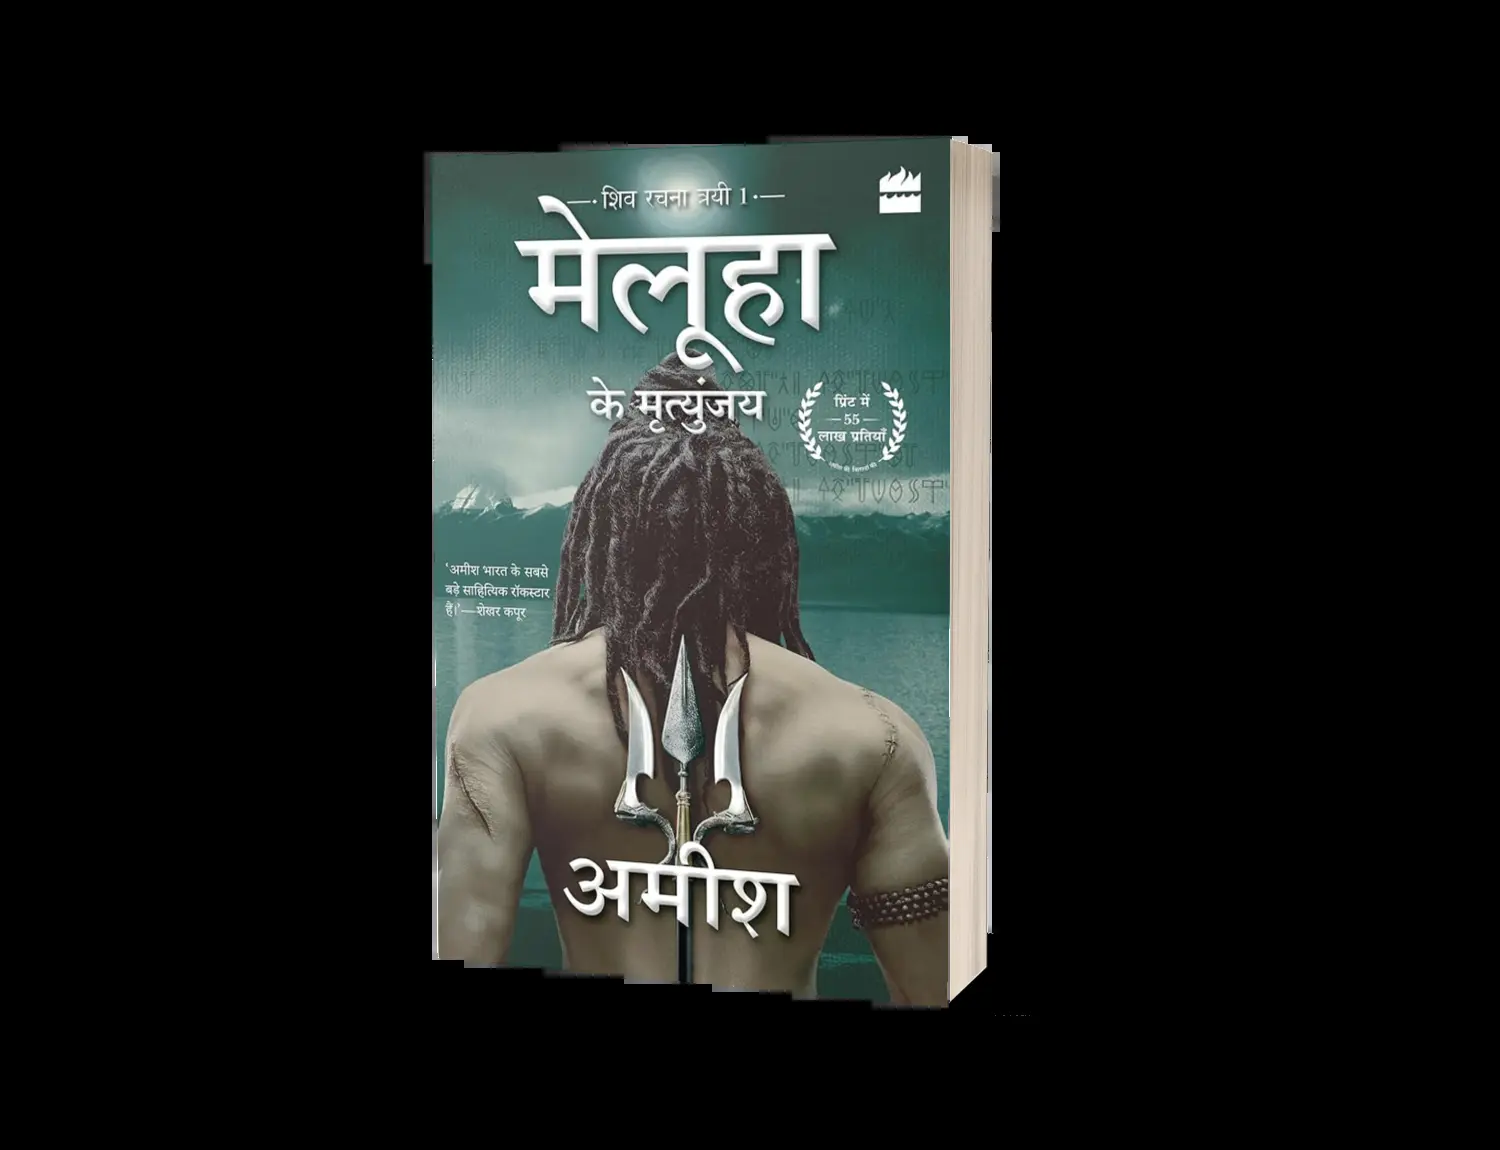 शिव रचना त्रयी 1
मेलूहा
के मृत्युंजय
प्रिंट में
55
लाख प्रतियाँ
'अमीश भारत के सबसे
बड़े साहित्यिक रॉकस्टार
हैं।'—शेखर कपूर
अमीश